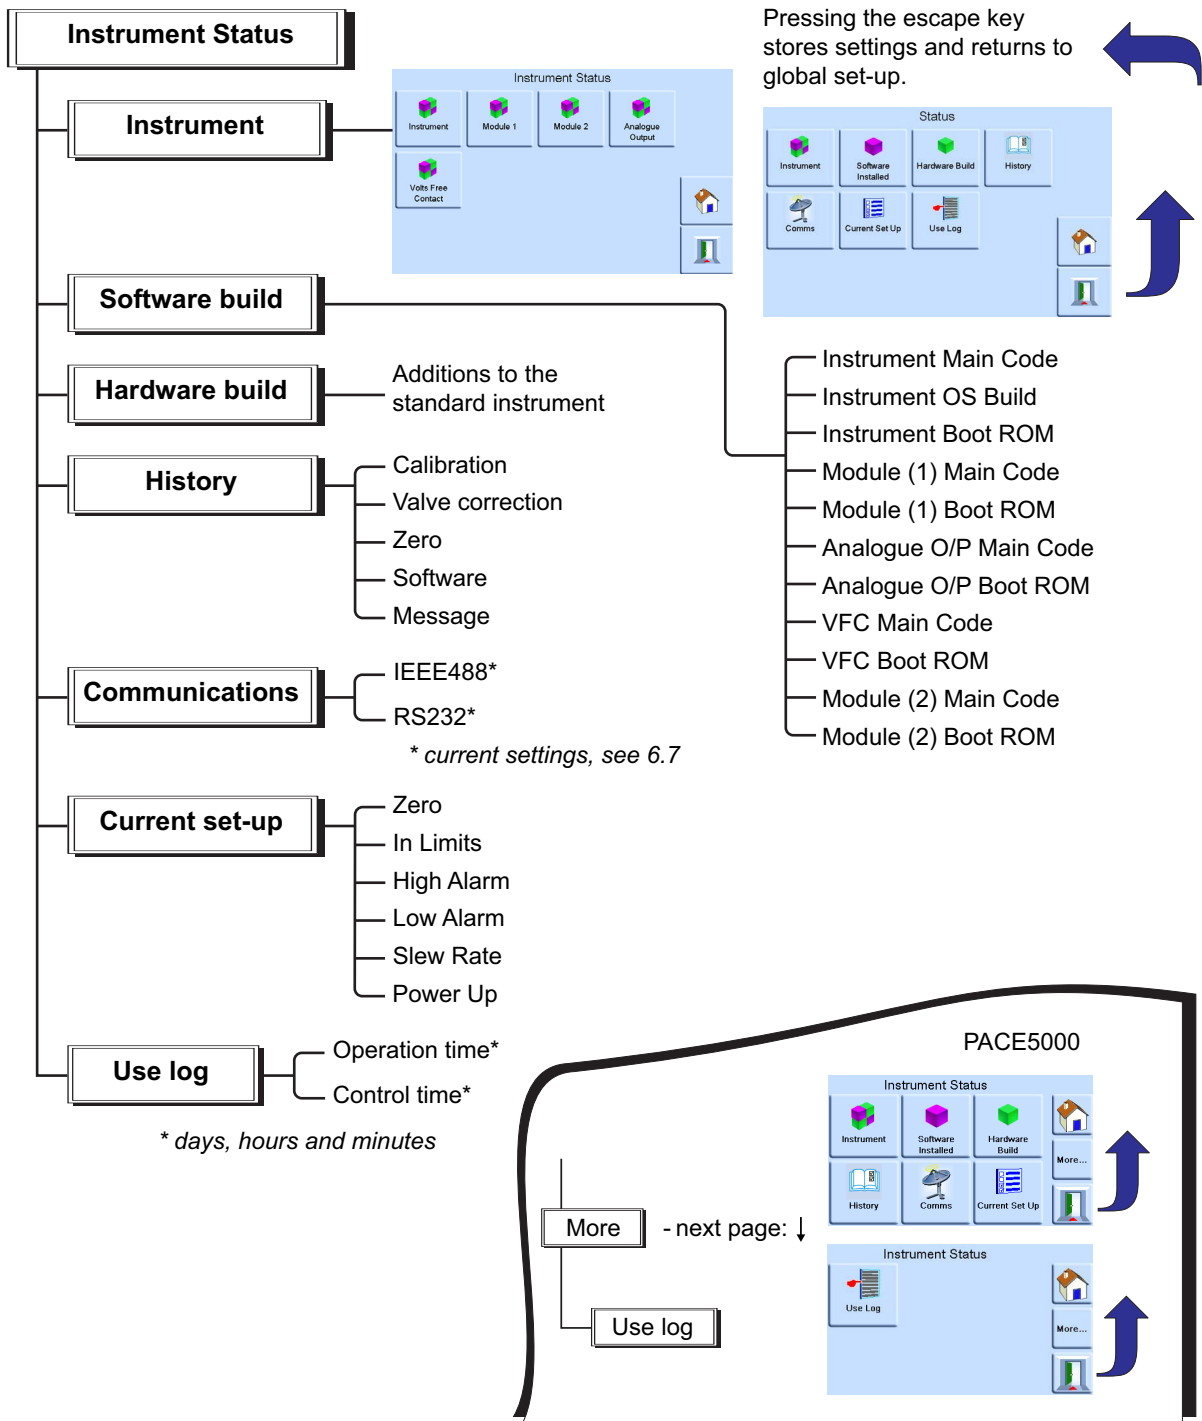 Instrument Status
Pressing the escape key
stores settings and returns to
global set-up.
Instrument
Instrument Status
Instrument
Module 1
Module 2
Analogue
Output
Volts Free
Contact
Status
Instrument
Software
Installed
Hardware Build
History
Comms
Current Set Up
Use Log
Software build
Instrument Main Code
Instrument OS Build
Instrument Boot ROM
Module (1) Main Code
Module (1) Boot ROM
Analogue O/P Main Code
Analogue O/P Boot ROM
VFC Main Code
VFC Boot ROM
Module (2) Main Code
Module (2) Boot ROM
Hardware build
Additions to the
standard instrument
History
Calibration
Valve correction
Zero
Software
Message
Communications
IEEE488*
RS232*
* current settings, see 6.7
Current set-up
Zero
In Limits
High Alarm
Low Alarm
Slew Rate
Power Up
Use log
Operation time*
Control time*
* days, hours and minutes
PACE5000
Instrument Status
Instrument
Software
Installed
Hardware
Build
More...
History
Comms
Current Set Up
More
- next page: ↓
Instrument Status
Use Log
More...
Use log